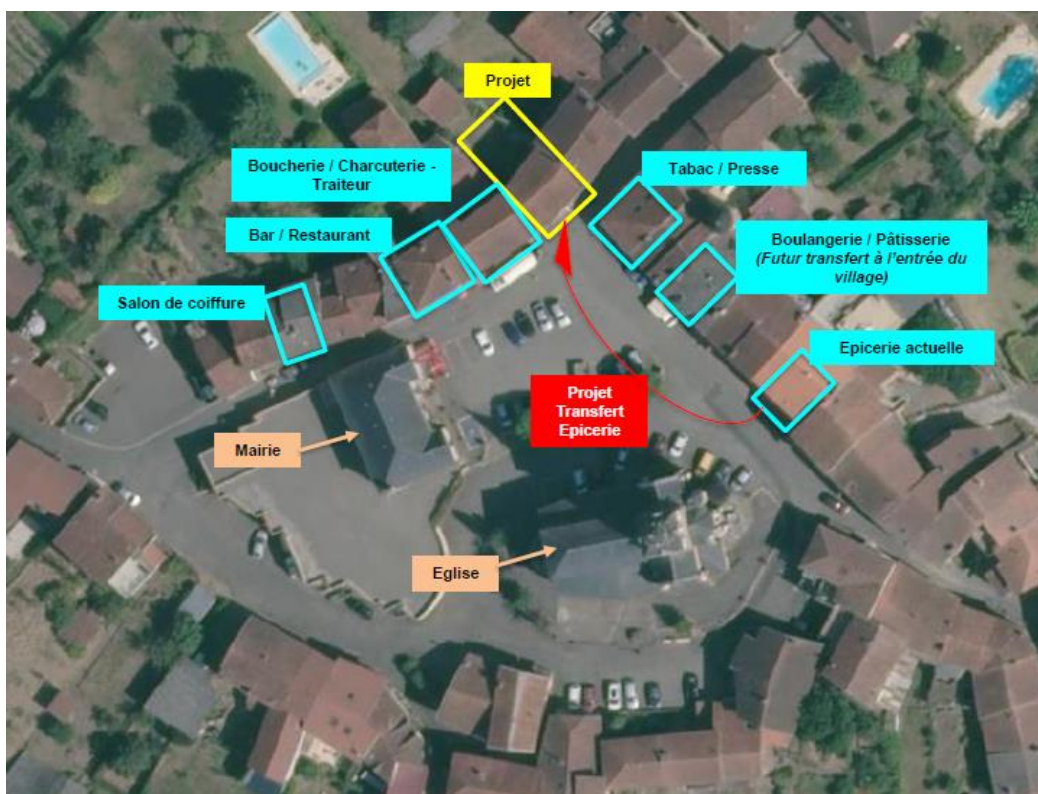 Projet
Boucherie / Charcuterie -
Traiteur
Tabac / Presse
Bar / Restaurant
Boulangerie / Pâtisserie
(Futur transfert à l'entrée du
village)
Salon de coiffure
Epicerie actuelle
Projet
Transfert
Epicerie
Mairie
Eglise